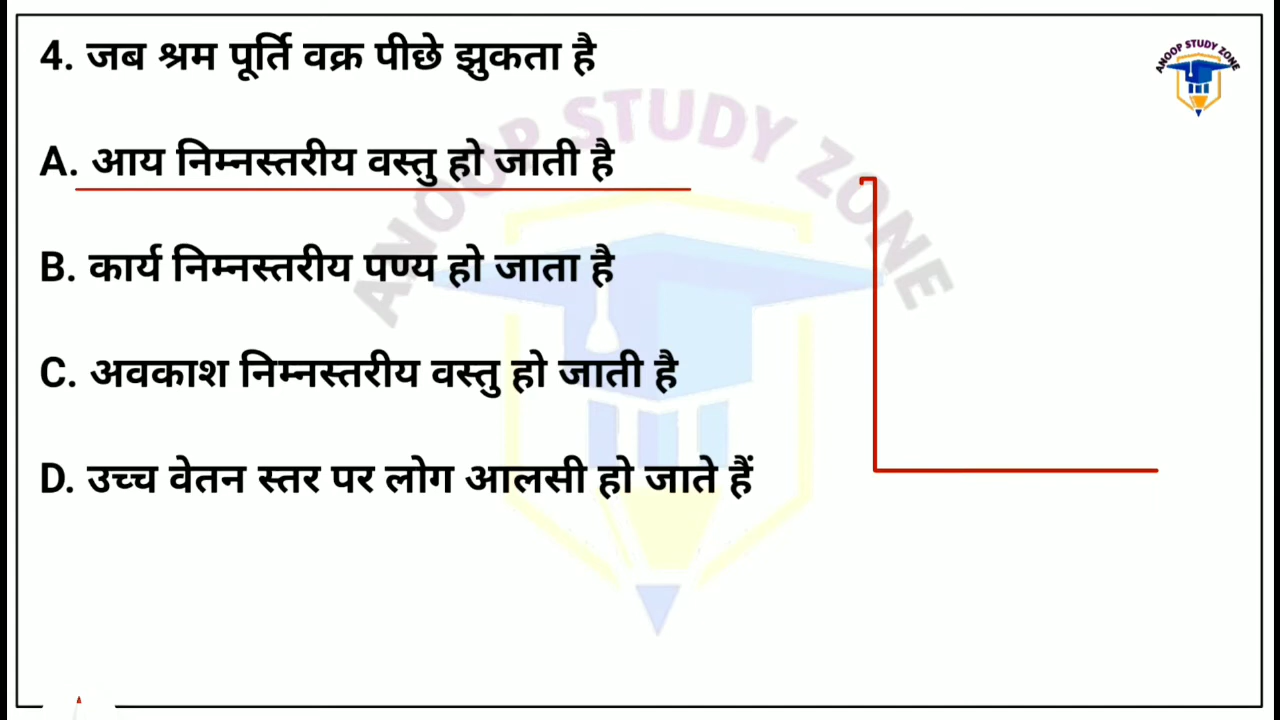 4. जब श्रम पूर्ति वक्र पीछे झुकता है
ANOOP STUDY ZONE
A. आय निम्नस्तरीय वस्तु हो जाती है
B. कार्य निम्नस्तरीय पण्य हो जाता है
C. अवकाश निम्नस्तरीय वस्तु हो जाती है
D. उच्च वेतन स्तर पर लोग आलसी हो जाते हैं
ANOOP STUDY ZONE